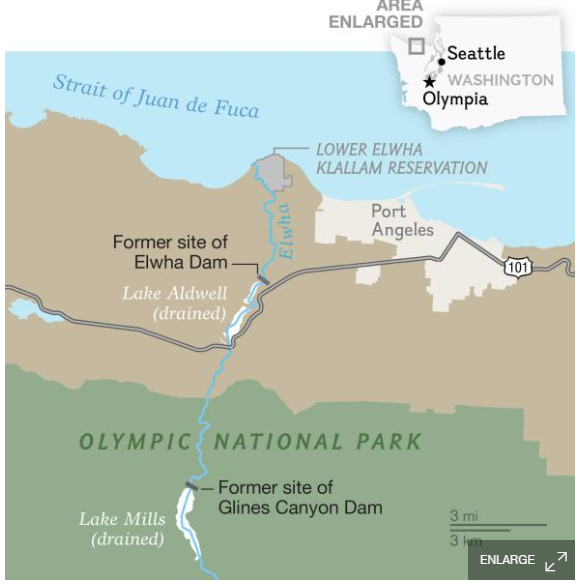 AREA
ENLARGED
Seattle
WASHINGTON
Olympia
Strait of Juan de Fuca
LOWER ELWHA
KLALLAM RESERVATION
Elwha
Port
Angeles
Former site of
Elwha Dam
101
Lake Aldwell
(drained)
OLYMPIC NATIONAL PARK
Former site of
Glines Canyon Dam
Lake Mills
(drained)
3 mi
3 km
ENLARGE